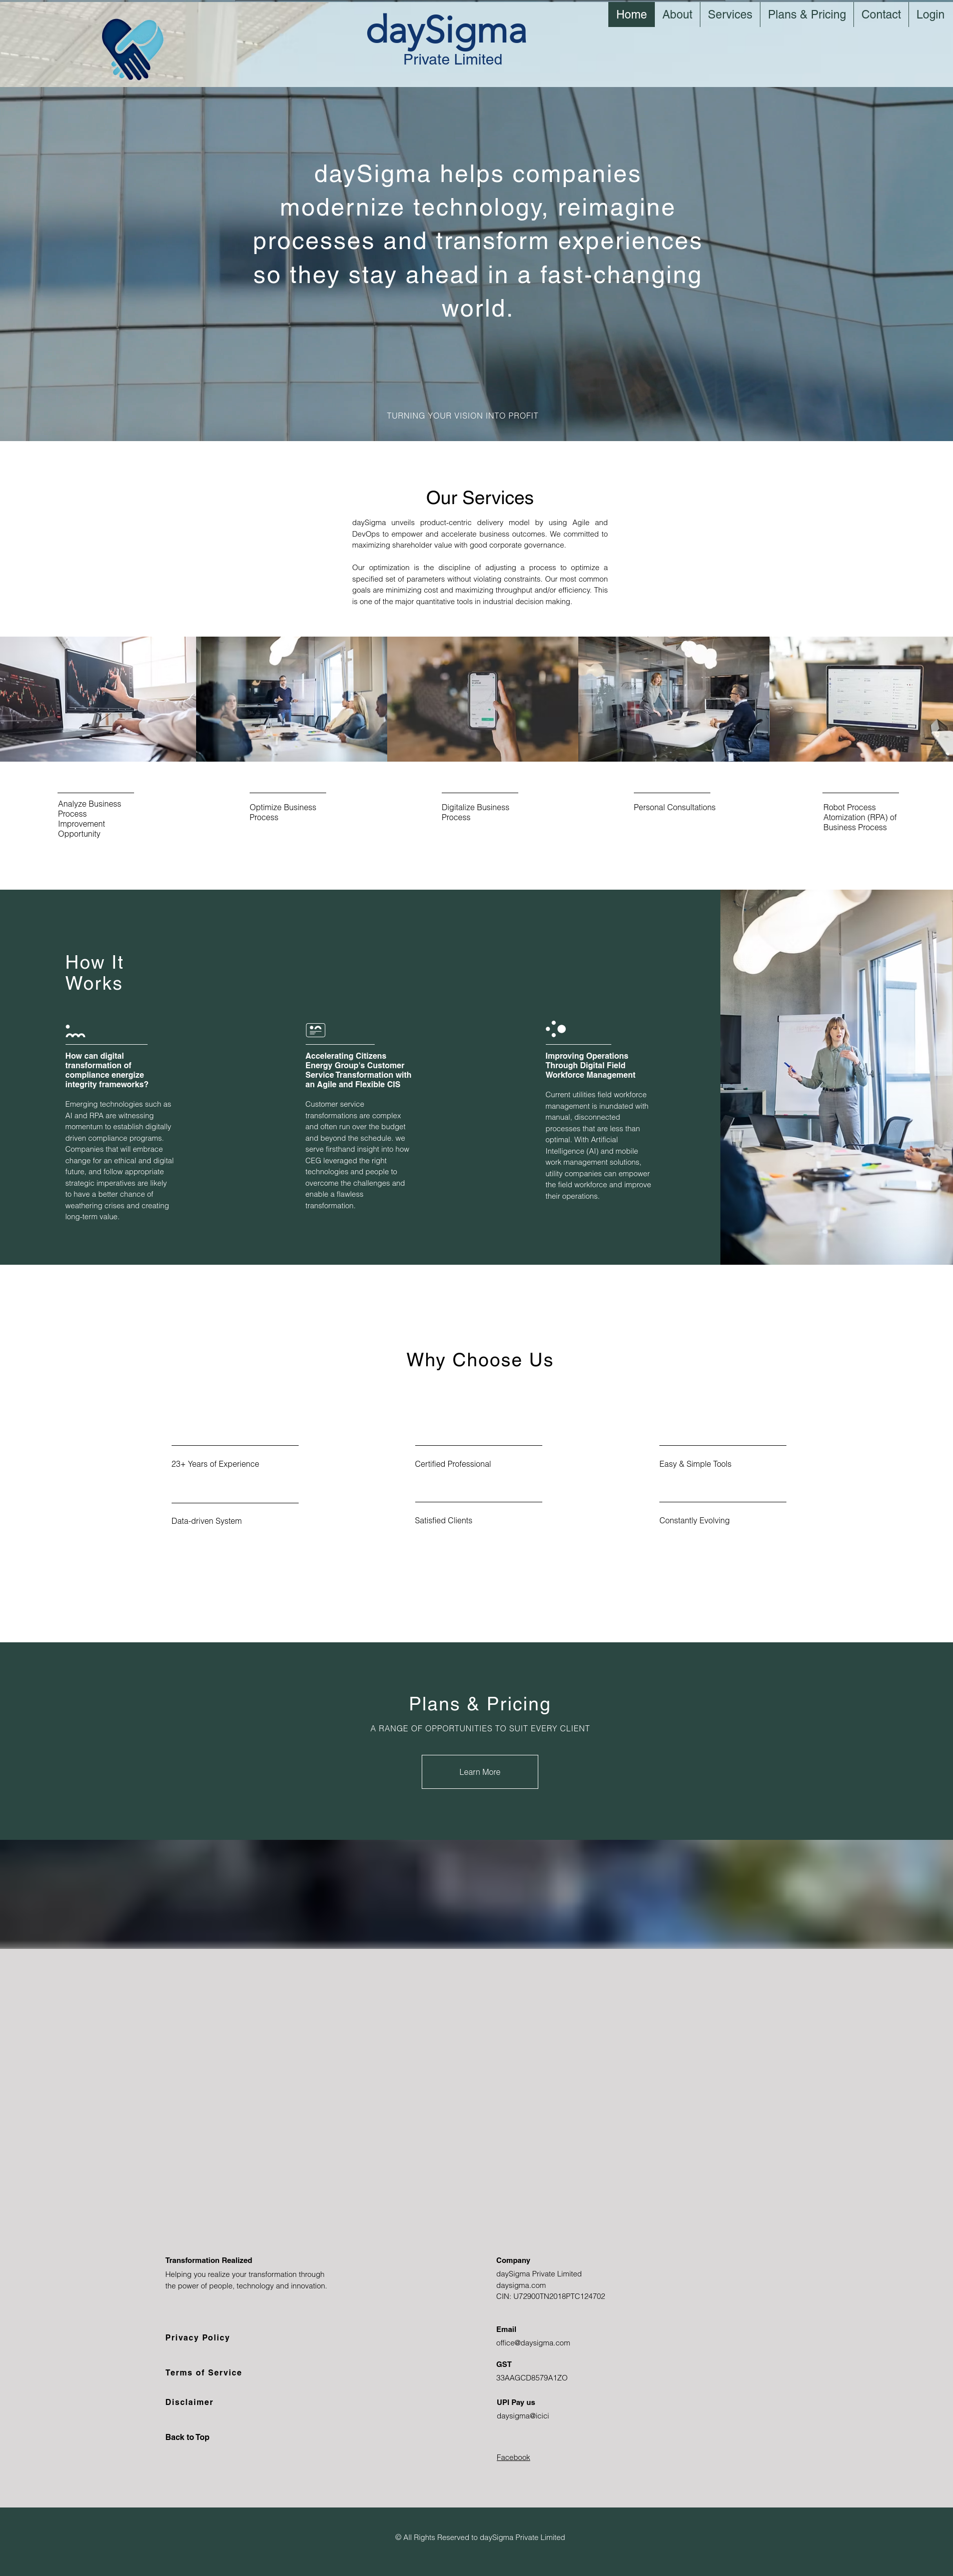 daySigma
Private Limited
Home
About
Services
Plans & Pricing
Contact
Login
daySigma helps companies
modernize technology, reimagine
processes and transform experiences
so they stay ahead in a fast-changing
world.
TURNING YOUR VISION INTO PROFIT
Our Services
daySigma unveils product-centric delivery model by using Agile and
DevOps to empower and accelerate business outcomes. We committed to
maximizing shareholder value with good corporate governance.
Our optimization is the discipline of adjusting a process to optimize a
specified set of parameters without violating constraints. Our most common
goals are minimizing cost and maximizing throughput and/or efficiency. This
is one of the major quantitative tools in industrial decision making.
Analyze Business
Process
Improvement
Opportunity
Optimize Business
Process
Digitalize Business
Process
Personal Consultations
Robot Process
Atomization (RPA) of
Business Process
How It
Works
How can digital
transformation of
compliance energize
integrity frameworks?
Emerging technologies such as
AI and RPA are witnessing
momentum to establish digitally
driven compliance programs.
Companies that will embrace
change for an ethical and digital
future, and follow appropriate
strategic imperatives are likely
to have a better chance of
weathering crises and creating
long-term value.
Accelerating Citizens
Energy Group's Customer
Service Transformation with
an Agile and Flexible CIS
Customer service
transformations are complex
and often run over the budget
and beyond the schedule. we
serve firsthand insight into how
CEG leveraged the right
technologies and people to
overcome the challenges and
enable a flawless
transformation.
Improving Operations
Through Digital Field
Workforce Management
Current utilities field workforce
management is inundated with
manual, disconnected
processes that are less than
optimal. With Artificial
Intelligence (AI) and mobile
work management solutions,
utility companies can empower
the field workforce and improve
their operations.
Why Choose Us
23+ Years of Experience
Certified Professional
Easy & Simple Tools
Data-driven System
Satisfied Clients
Constantly Evolving
Plans & Pricing
A RANGE OF OPPORTUNITIES TO SUIT EVERY CLIENT
Learn More
Transformation Realized
Helping you realize your transformation through
the power of people, technology and innovation.
Privacy Policy
Terms of Service
Disclaimer
Back to Top
Company
daySigma Private Limited
daysigma.com
CIN: U72900TN2018PTC124702
Email
office@daysigma.com
GST
33AAGCD8579A1ZO
UPI Pay us
daysigma@icici
Facebook
© All Rights Reserved to daySigma Private Limited